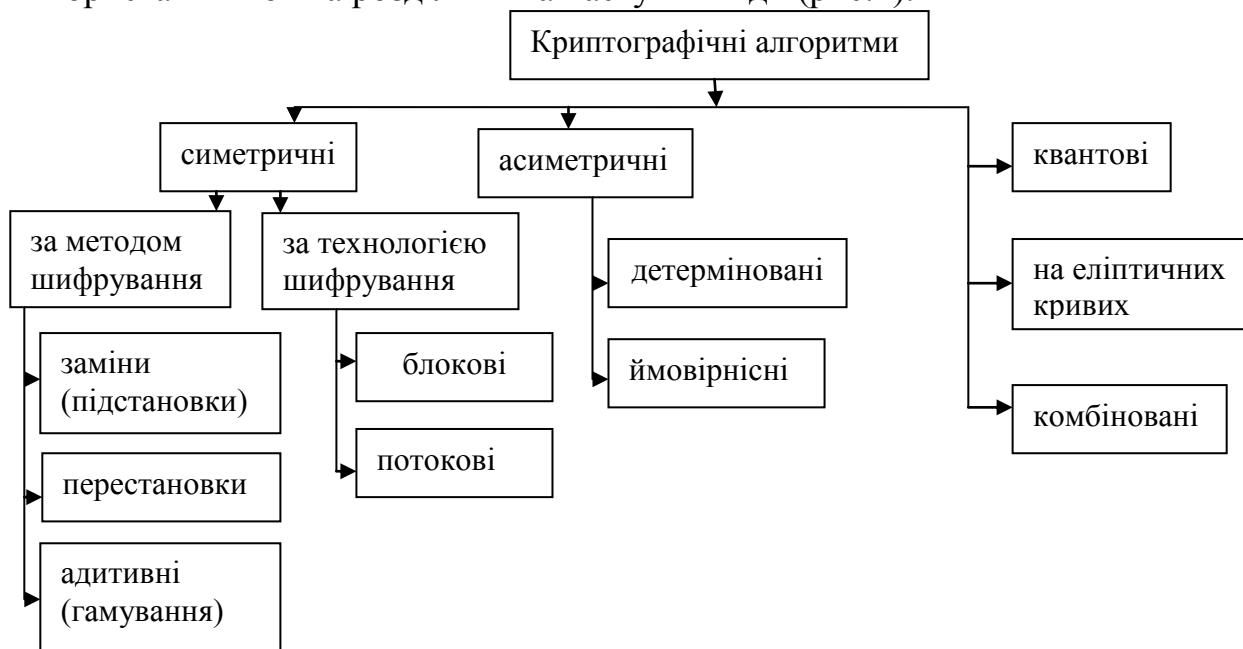 Криптографічні алгоритми
симетричні
асиметричні
квантові
за методом
шифрування
за технологією
шифрування
детерміновані
на еліптичних
кривих
заміни
(підстановки)
блокові
ймовірнісні
комбіновані
перестановки
потокові
адитивні
(гамування)